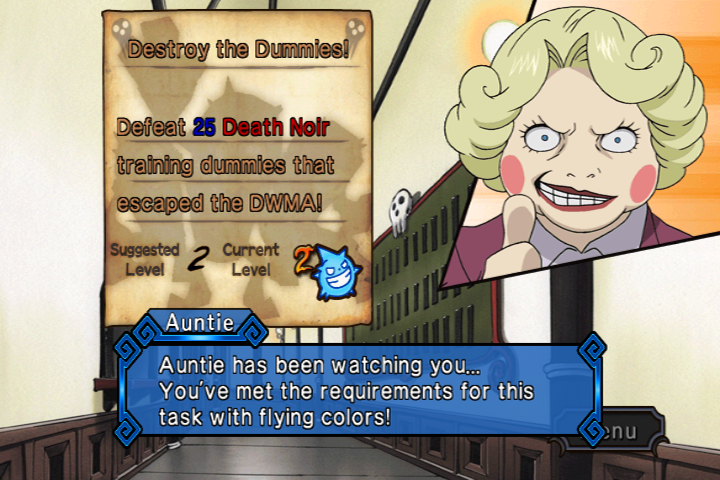 Destroy the Dummies!
Defeat 25 Death Noir
training dummies that
escaped the DWMA!
Suggested Level 2 Current Level 2
Auntie
Auntie has been watching you...
You've met the requirements for this
task with flying colors!
enu